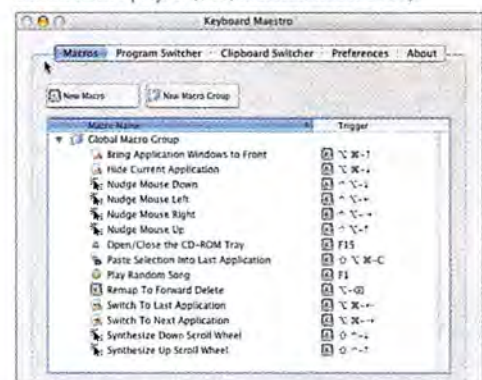 Keyboard Maestro
Macros Program Switcher Clipboard Switcher Preferences About
New Macro New Macro Group
Macro Name Trigger
Global Macro Group
Bring Application Windows to Front ⌥⌘-↑
Hide Current Application ⌥⌘-↓
Nudge Mouse Down ⌃⌥-↓
Nudge Mouse Left ⌃⌥-←
Nudge Mouse Right ⌃⌥-→
Nudge Mouse Up ⌃⌥-↑
Open/Close the CD-ROM Tray F15
Paste Selection Into Last Application ⇧⌥⌘-C
Play Random Song F1
Remap To Forward Delete ⌥-⌫
Switch To Last Application ⌥⌘-←
Switch To Next Application ⌥⌘-→
Synthesize Down Scroll Wheel ⇧⌃-↓
Synthesize Up Scroll Wheel ⇧⌃-↑